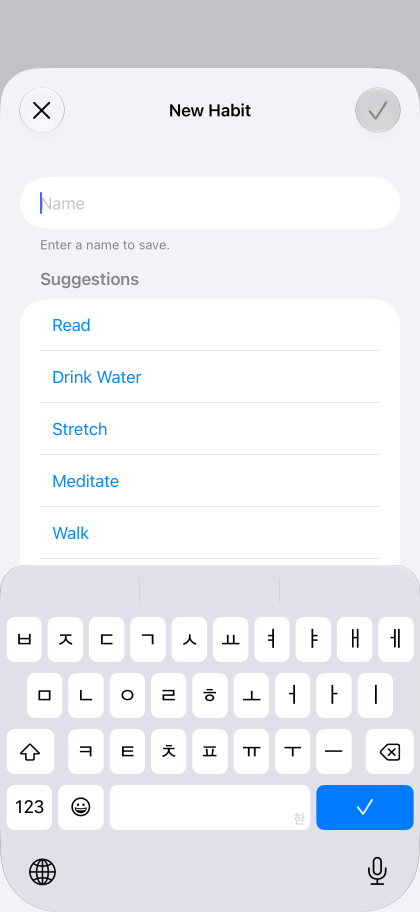 New Habit
Name
Enter a name to save.
Suggestions
Read
Drink Water
Stretch
Meditate
Walk
ㅂ ㅈ ㄷ ㄱ ㅅ ㅛ ㅕ ㅑ ㅐ ㅔ
ㅁ ㄴ ㅇ ㄹ ㅎ ㅗ ㅓ ㅏ ㅣ
ㅋ ㅌ ㅊ ㅍ ㅠ ㅜ ㅡ
123 한